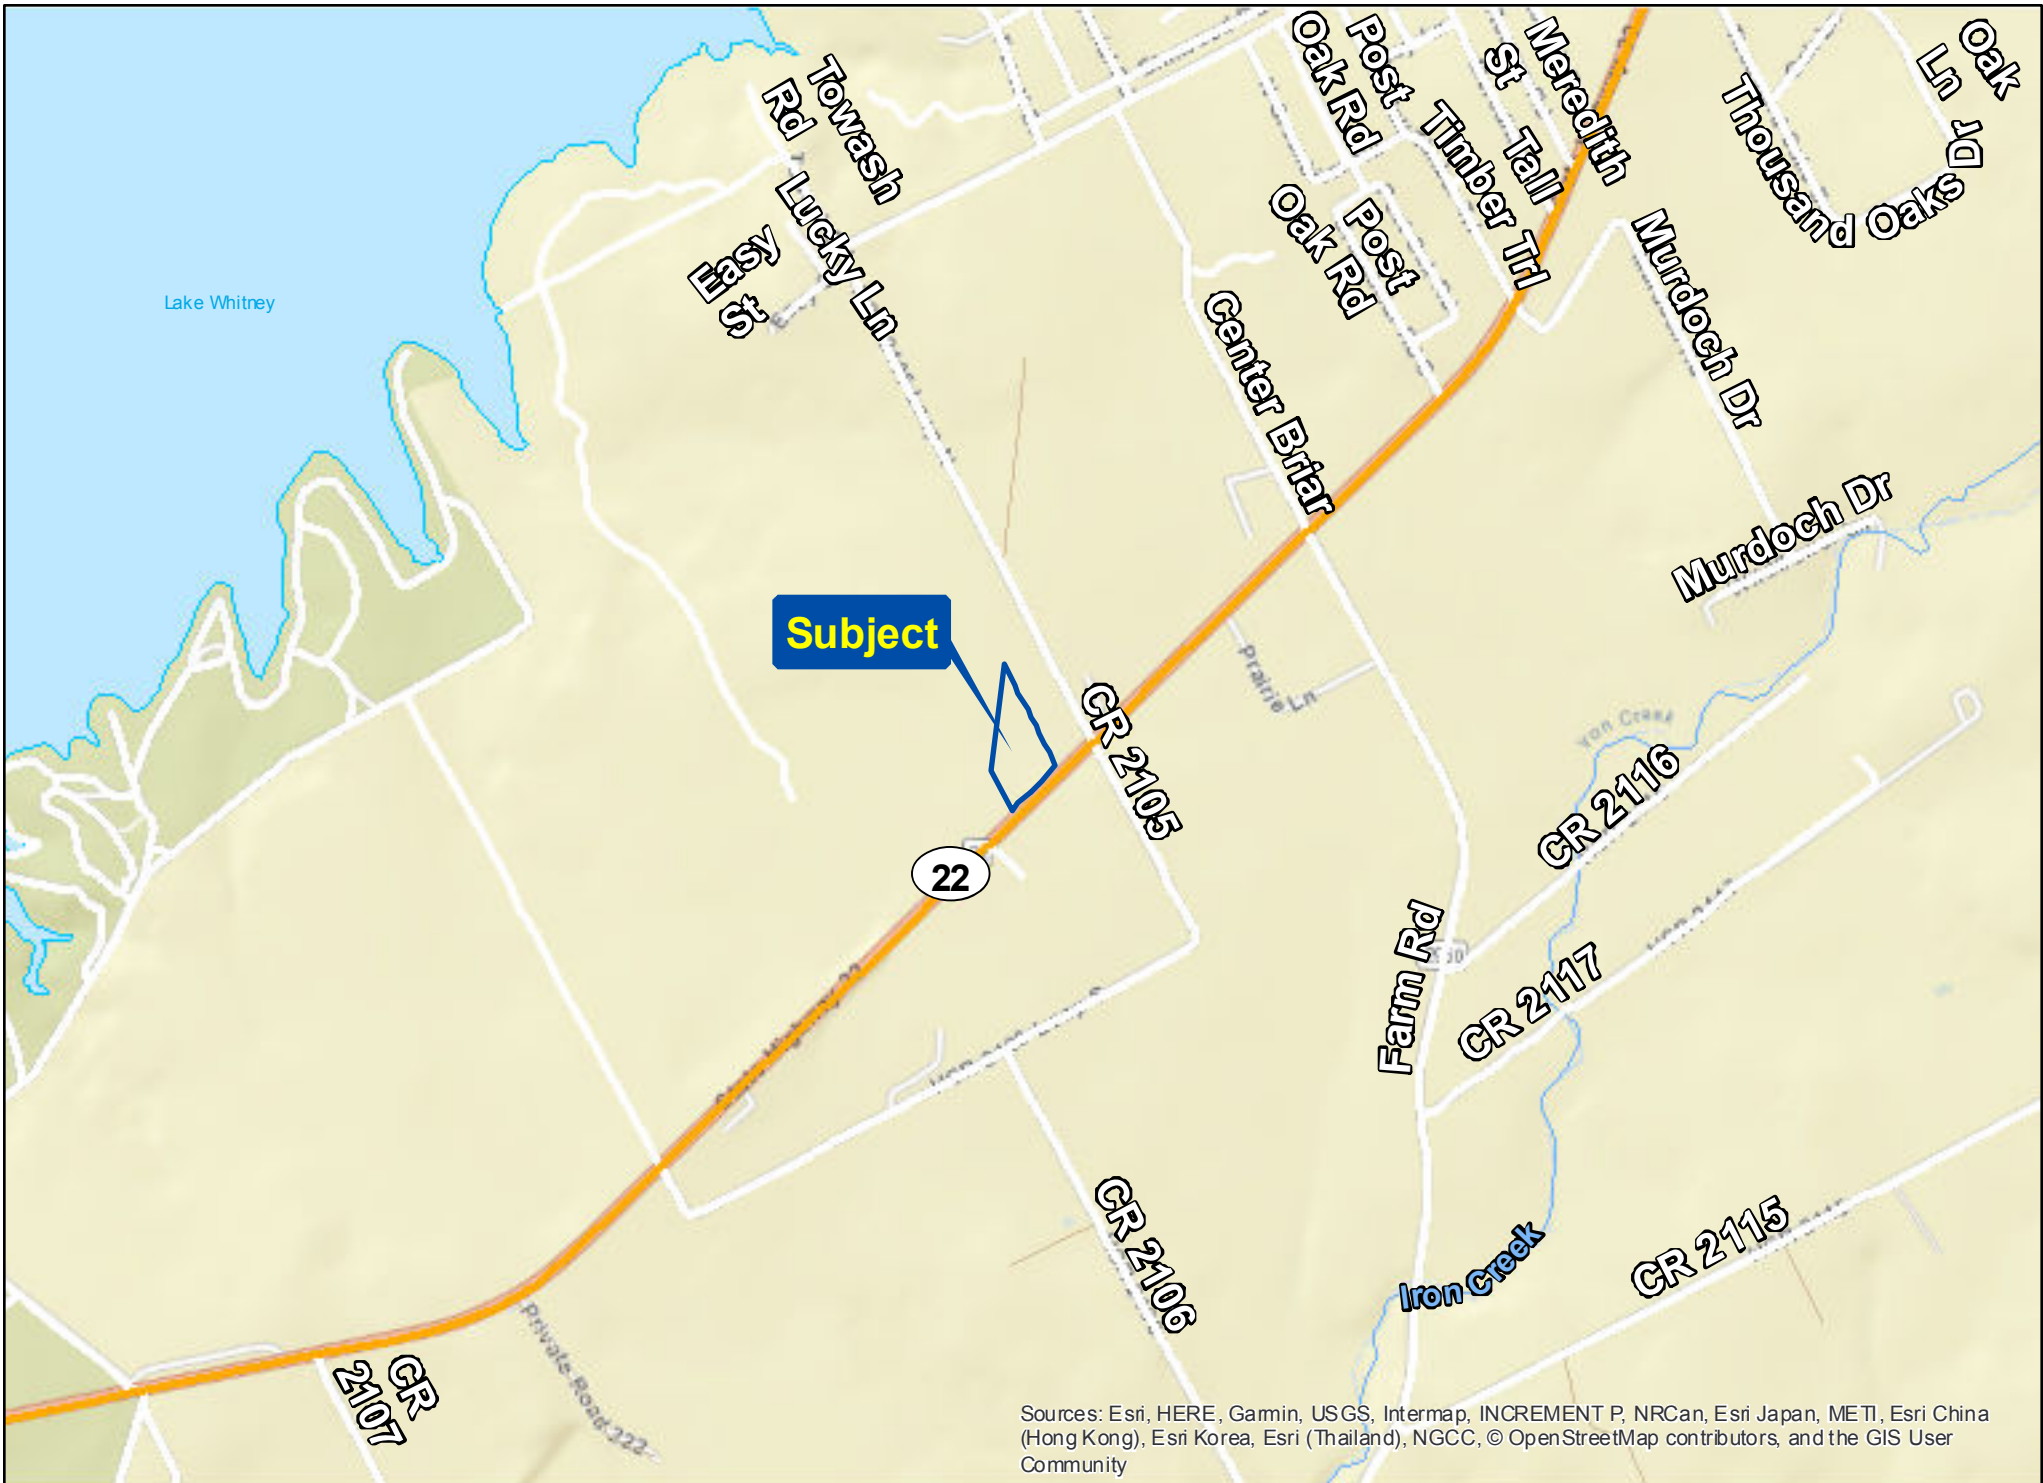 Oak
Ln
Dr
Thousand Oaks
Meredith
St
Tall
Timber Trl
Post
Oak Rd
Post
Oak Rd
Towash
Rd
Lucky Ln
Easy
St
Lake Whitney
Center Briar
Murdoch Dr
Murdoch Dr
Subject
Prairie Ln
CR 2105
22
CR 2116
CR 2117
Farm Rd
CR 2106
Iron Creek
CR 2115
CR
2107
Private Road 222
Sources: Esri, HERE, Garmin, USGS, Intermap, INCREMENT P, NRCan, Esri Japan, METI, Esri China
(Hong Kong), Esri Korea, Esri (Thailand), NGCC, © OpenStreetMap contributors, and the GIS User
Community